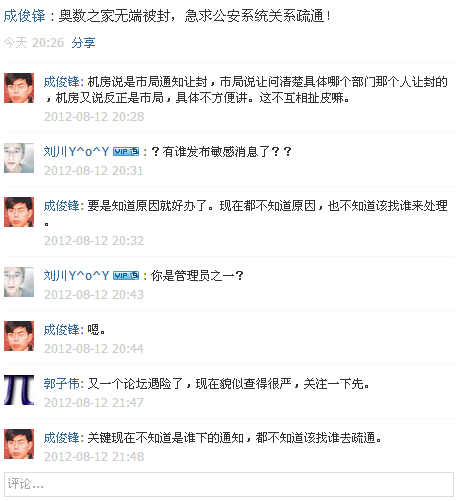 成俊锋：奥数之家无端被封，急求公安系统关系疏通！
今天 20:26 分享
成俊锋: 机房说是市局通知让封，市局说让问清楚具体哪个部门那个人让封的
，机房又说反正是市局，具体不方便讲。这不互相扯皮嘛。
2012-08-12 20:28
刘川Y^o^Y VIP 5 : ？有谁发布敏感消息了？？
2012-08-12 20:31
成俊锋: 要是知道原因就好办了。现在都不知道原因，也不知道该找谁来处理
。
2012-08-12 20:32
刘川Y^o^Y VIP 5 : 你是管理员之一？
2012-08-12 20:43
成俊锋: 嗯。
2012-08-12 20:44
郭子伟: 又一个论坛遇险了，现在貌似查得很严，关注一下先。
2012-08-12 21:47
成俊锋: 关键现在不知道是谁下的通知，都不知道该找谁去疏通。
2012-08-12 21:48
评论...